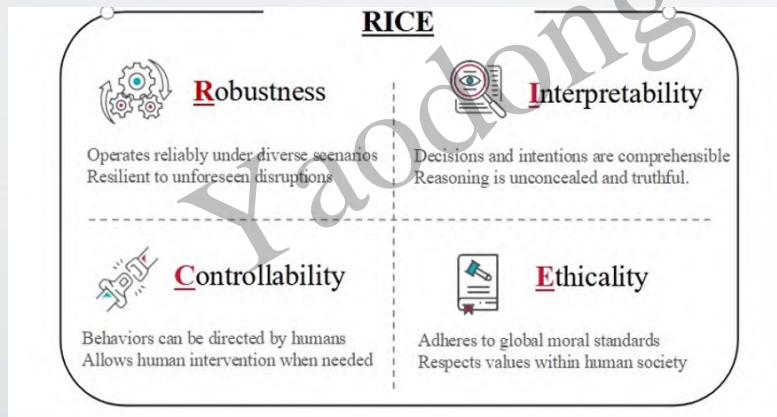 RICE
Robustness
Operates reliably under diverse scenarios
Resilient to unforeseen disruptions
Interpretability
Decisions and intentions are comprehensible
Reasoning is unconcealed and truthful.
Controllability
Behaviors can be directed by humans
Allows human intervention when needed
Ethicality
Adheres to global moral standards
Respects values within human society
Yaodong